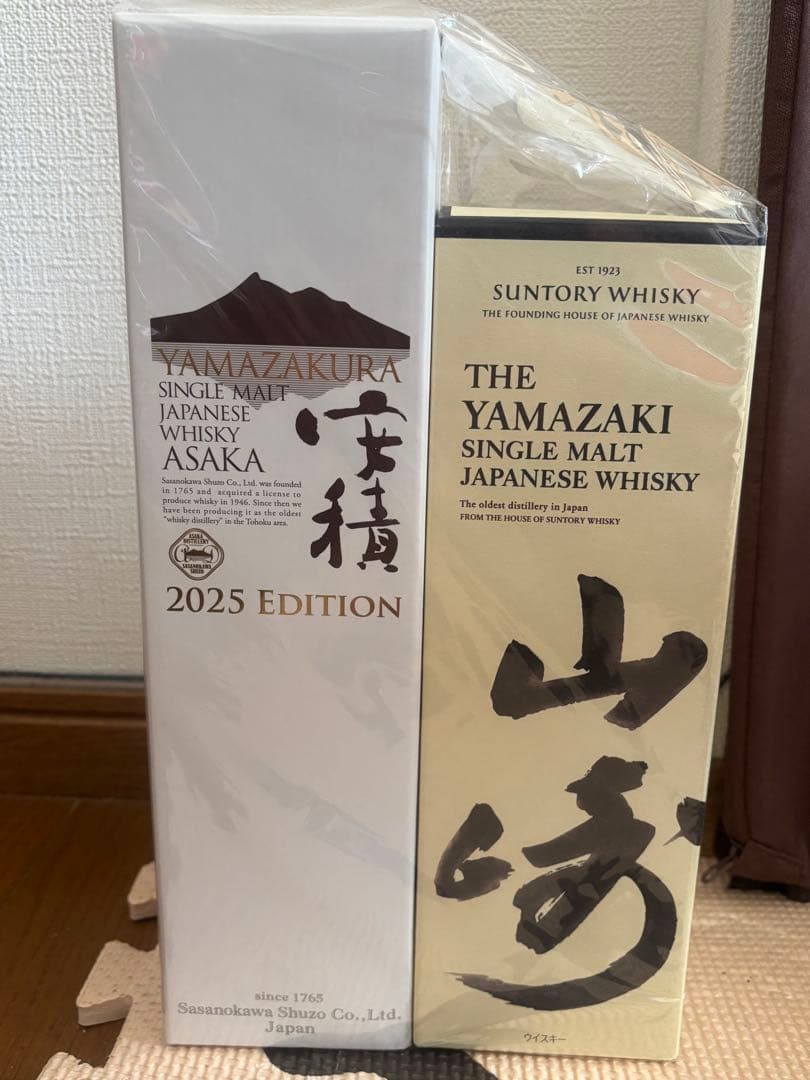 YAMAZAKURA
SINGLE MALT
JAPANESE
WHISKY
ASAKA
安積
Sasanokawa Shuzo Co., Ltd. was founded
in 1765 and acquired a license to
produce whisky in 1946. Since then we
have been producing it as the oldest
"whisky distillery" in the Tohoku area.
ASAKA
DISTILLERY
SASANOKAWA
SHUZO
2025 EDITION
since 1765
Sasanokawa Shuzo Co.,Ltd.
Japan
EST 1923
SUNTORY WHISKY
THE FOUNDING HOUSE OF JAPANESE WHISKY
THE
YAMAZAKI
SINGLE MALT
JAPANESE WHISKY
The oldest distillery in Japan
FROM THE HOUSE OF SUNTORY WHISKY
山崎
ウイスキー